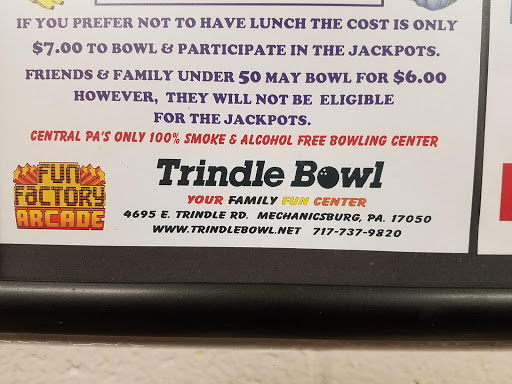 IF YOU PREFER NOT TO HAVE LUNCH THE COST IS ONLY
$7.00 TO BOWL & PARTICIPATE IN THE JACKPOTS.
FRIENDS & FAMILY UNDER 50 MAY BOWL FOR $6.00
HOWEVER, THEY WILL NOT BE ELIGIBLE
FOR THE JACKPOTS.
CENTRAL PA'S ONLY 100% SMOKE & ALCOHOL FREE BOWLING CENTER
FUN
FACTORY
ARCADE
Trindle Bowl
YOUR FAMILY FUN CENTER
4695 E. TRINDLE RD. MECHANICSBURG, PA. 17050
WWW.TRINDLEBOWL.NET 717-737-9820